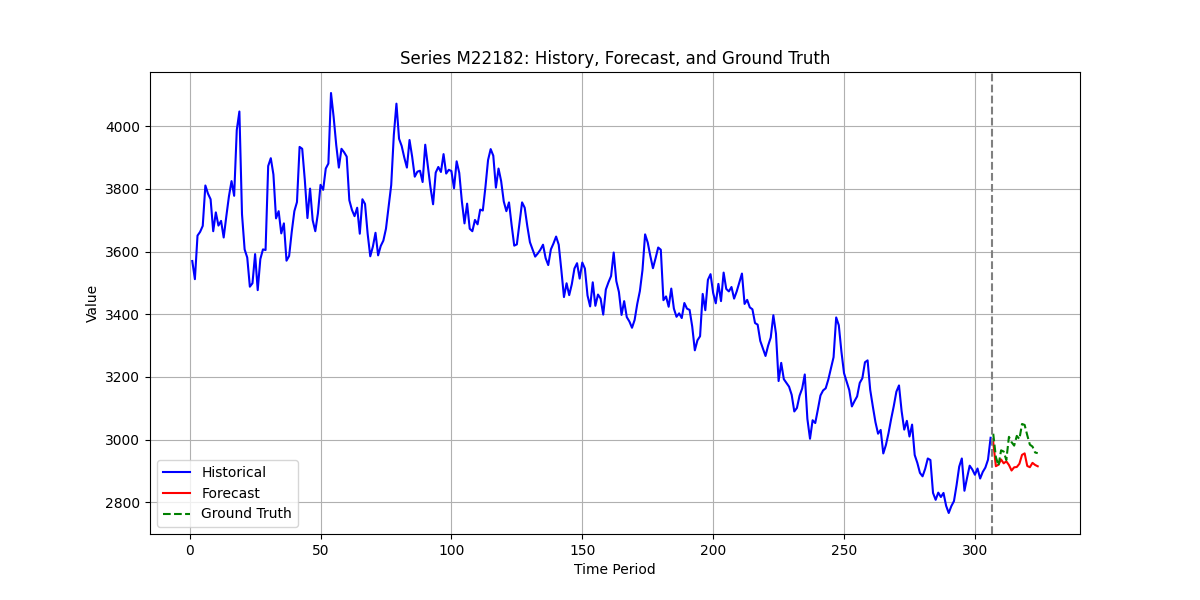 Series M22182: History, Forecast, and Ground Truth
Value
4000
3800
3600
3400
3200
3000
2800
Historical
Forecast
Ground Truth
0
50
100
150
200
250
300
Time Period